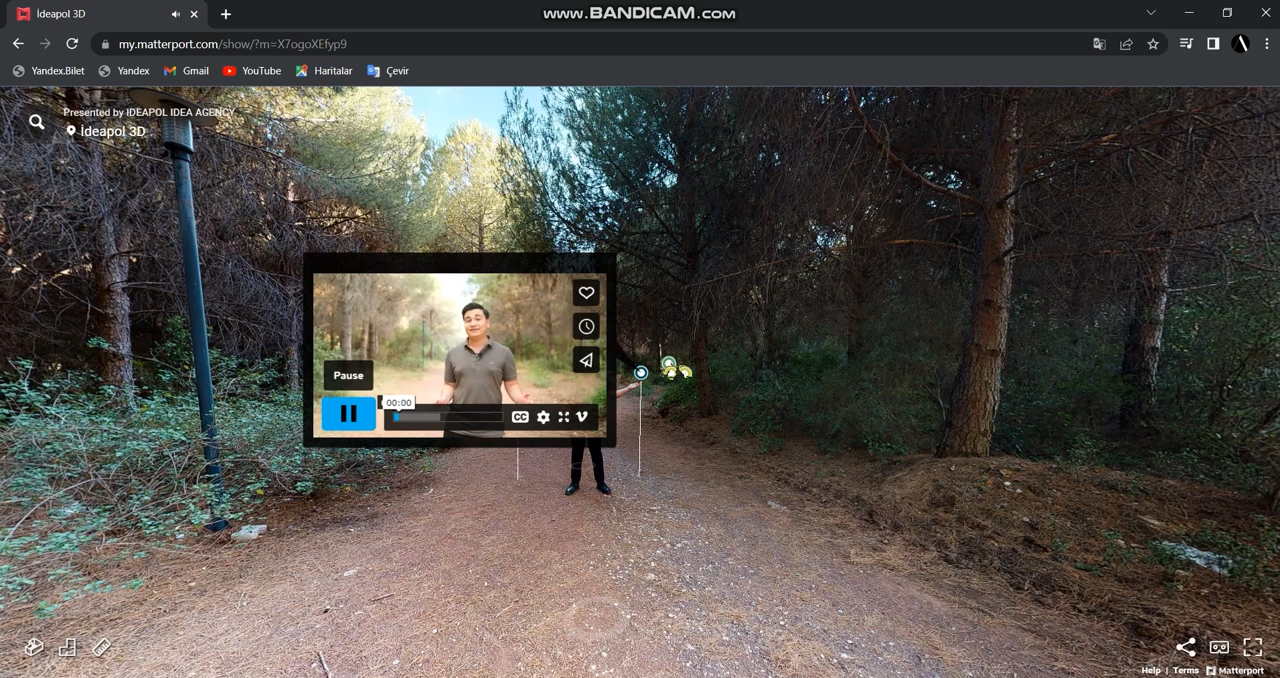 İdeapol 3D
www.BANDICAM.com
my.matterport.com/show/?m=X7ogoXEfyp9
Yandex.Bilet
Yandex
Gmail
YouTube
Haritalar
Çevir
Presented by IDEAPOL IDEA AGENCY
İdeapol 3D
Pause
00:00
CC
Help | Terms
Matterport